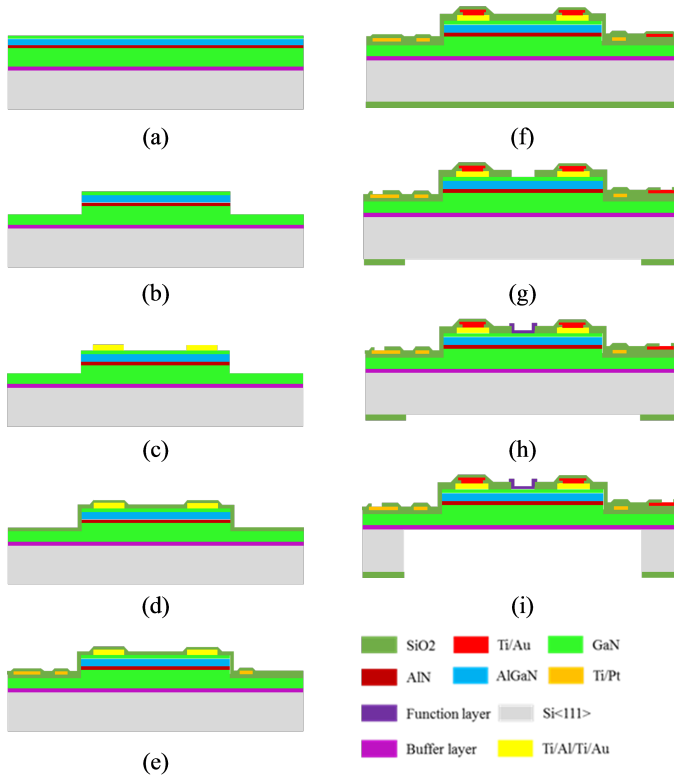 (a)
(b)
(c)
(d)
(e)
(f)
(g)
(h)
(i)
SiO2 Ti/Au GaN
AlN AlGaN Ti/Pt
Function layer Si<111>
Buffer layer Ti/Al/Ti/Au